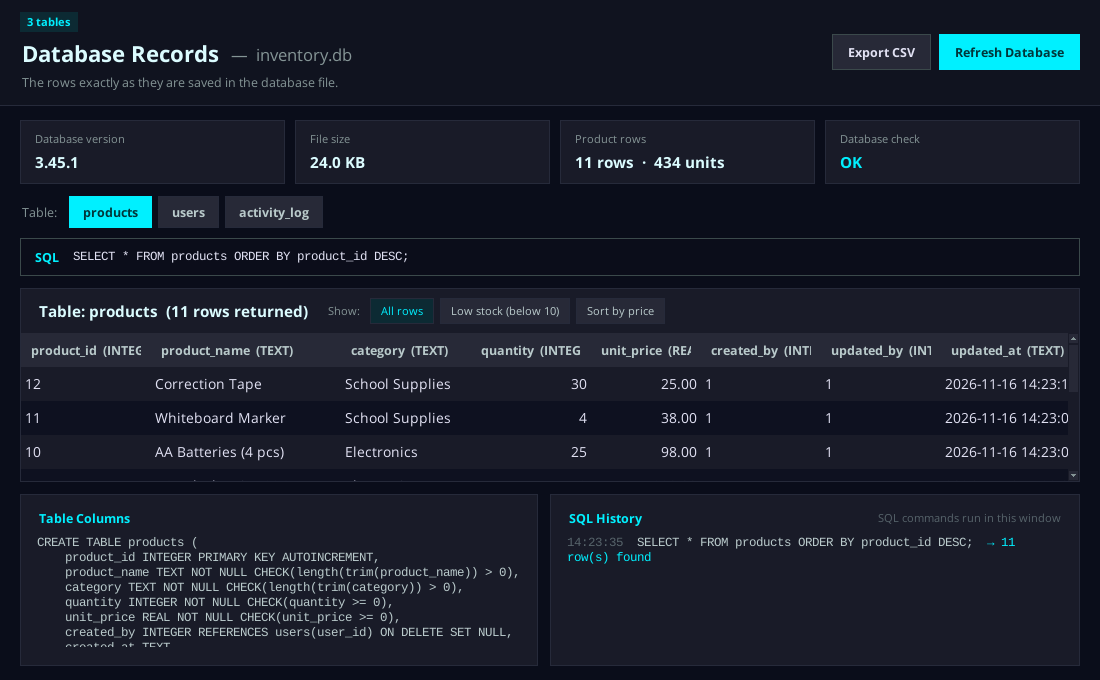 3 tables
Database Records — inventory.db
The rows exactly as they are saved in the database file.
Export CSV
Refresh Database
Database version
3.45.1
File size
24.0 KB
Product rows
11 rows · 434 units
Database check
OK
Table: products users activity_log
SQL SELECT * FROM products ORDER BY product_id DESC;
Table: products (11 rows returned) Show: All rows Low stock (below 10) Sort by price
product_id (INTEG product_name (TEXT) category (TEXT) quantity (INTEG unit_price (REA created_by (INT updated_by (INT updated_at (TEXT)
12 Correction Tape School Supplies 30 25.00 1 1 2026-11-16 14:23:1
11 Whiteboard Marker School Supplies 4 38.00 1 1 2026-11-16 14:23:0
10 AA Batteries (4 pcs) Electronics 25 98.00 1 1 2026-11-16 14:23:0
Table Columns
CREATE TABLE products (
product_id INTEGER PRIMARY KEY AUTOINCREMENT,
product_name TEXT NOT NULL CHECK(length(trim(product_name)) > 0),
category TEXT NOT NULL CHECK(length(trim(category)) > 0),
quantity INTEGER NOT NULL CHECK(quantity >= 0),
unit_price REAL NOT NULL CHECK(unit_price >= 0),
created_by INTEGER REFERENCES users(user_id) ON DELETE SET NULL,
created_at TEXT
SQL History
SQL commands run in this window
14:23:35 SELECT * FROM products ORDER BY product_id DESC; → 11
row(s) found